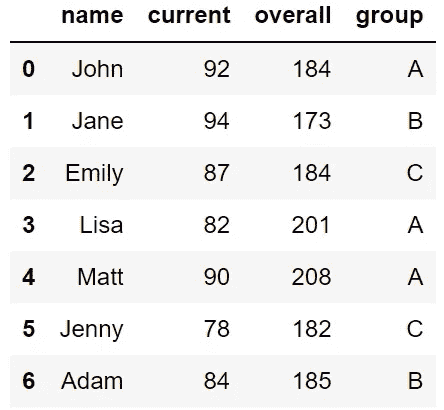 name current overall group
0 John 92 184 A
1 Jane 94 173 B
2 Emily 87 184 C
3 Lisa 82 201 A
4 Matt 90 208 A
5 Jenny 78 182 C
6 Adam 84 185 B